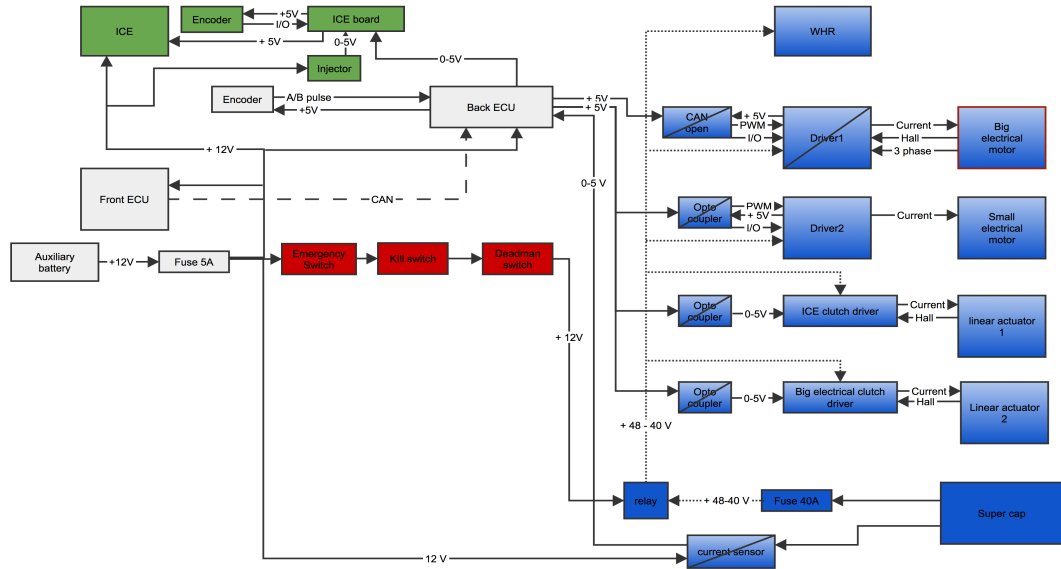 ICE
Encoder
+5V
I/O
ICE board
+ 5V
0-5V
Injector
0-5V
WHR
Encoder
A/B pulse
+5V
Back ECU
+ 5V
+ 5V
CAN
open
+ 5V
PWM
I/O
Driver1
Current
Hall
3 phase
Big
electrical
motor
+ 12V
Front ECU
CAN
0-5 V
Opto
coupler
PWM
+ 5V
I/O
Driver2
Current
Small
electrical
motor
Auxiliary
battery
+12V
Fuse 5A
Emergency
Switch
Kill switch
Deadman
switch
+ 12V
Opto
coupler
0-5V
ICE clutch driver
Current
Hall
linear actuator
1
Opto
coupler
0-5V
Big electrical clutch
driver
Current
Hall
Linear actuator
2
+ 48 - 40 V
relay
+ 48-40 V
Fuse 40A
Super cap
12 V
current sensor